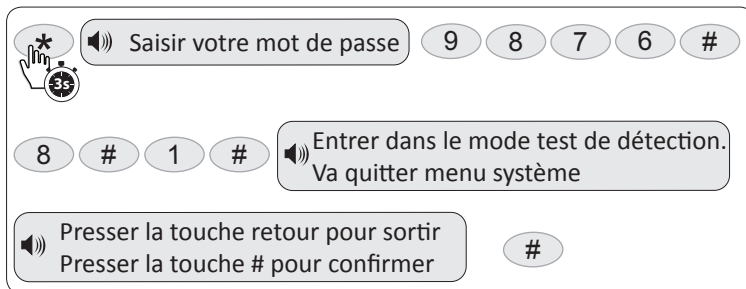 * Saisir votre mot de passe 9 8 7 6 #
3s
8 # 1 # Entrer dans le mode test de détection.
Va quitter menu système
Presser la touche retour pour sortir
Presser la touche # pour confirmer #